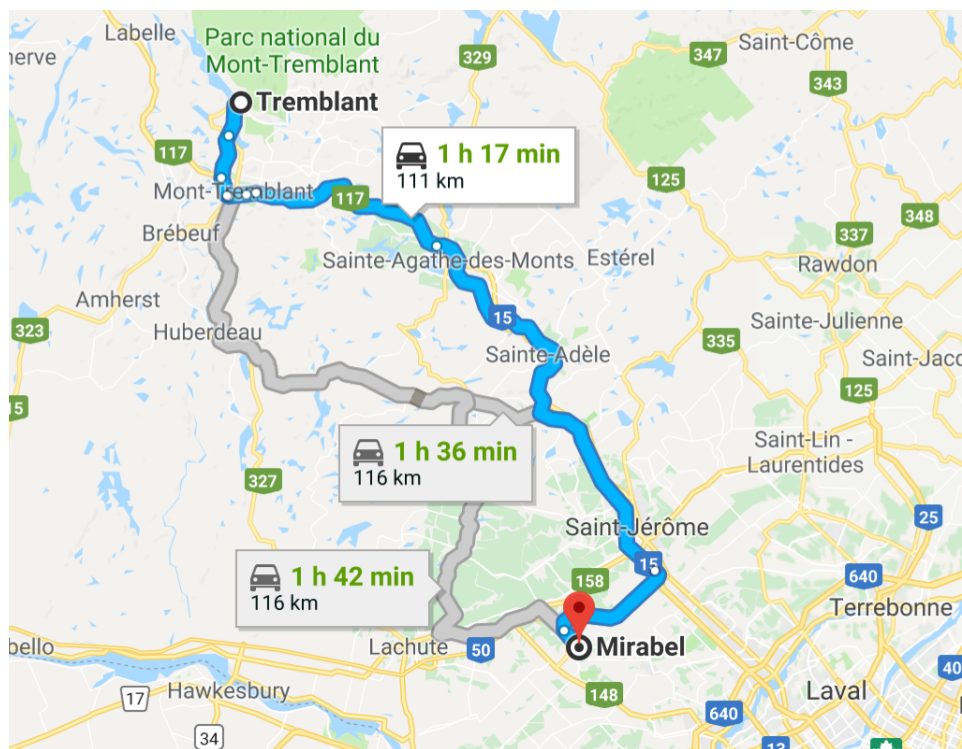 Labelle
Parc national du
Mont-Tremblant
nerve
329
347
Saint-Côme
343
Tremblant
117
1 h 17 min
111 km
125
Mont-Tremblant
117
348
Brébeuf
337
Sainte-Agathe-des-Monts
Estérel
Rawdon
Amherst
15
Sainte-Julienne
323
Huberdeau
335
Sainte-Adèle
Saint-Jacq
125
15
1 h 36 min
116 km
Saint-Lin -
Laurentides
327
25
Saint-Jérôme
1 h 42 min
116 km
15
158
640
Terrebonne
Lachute
Mirabel
bello
50
40
17
Hawkesbury
148
Laval
640
34
13